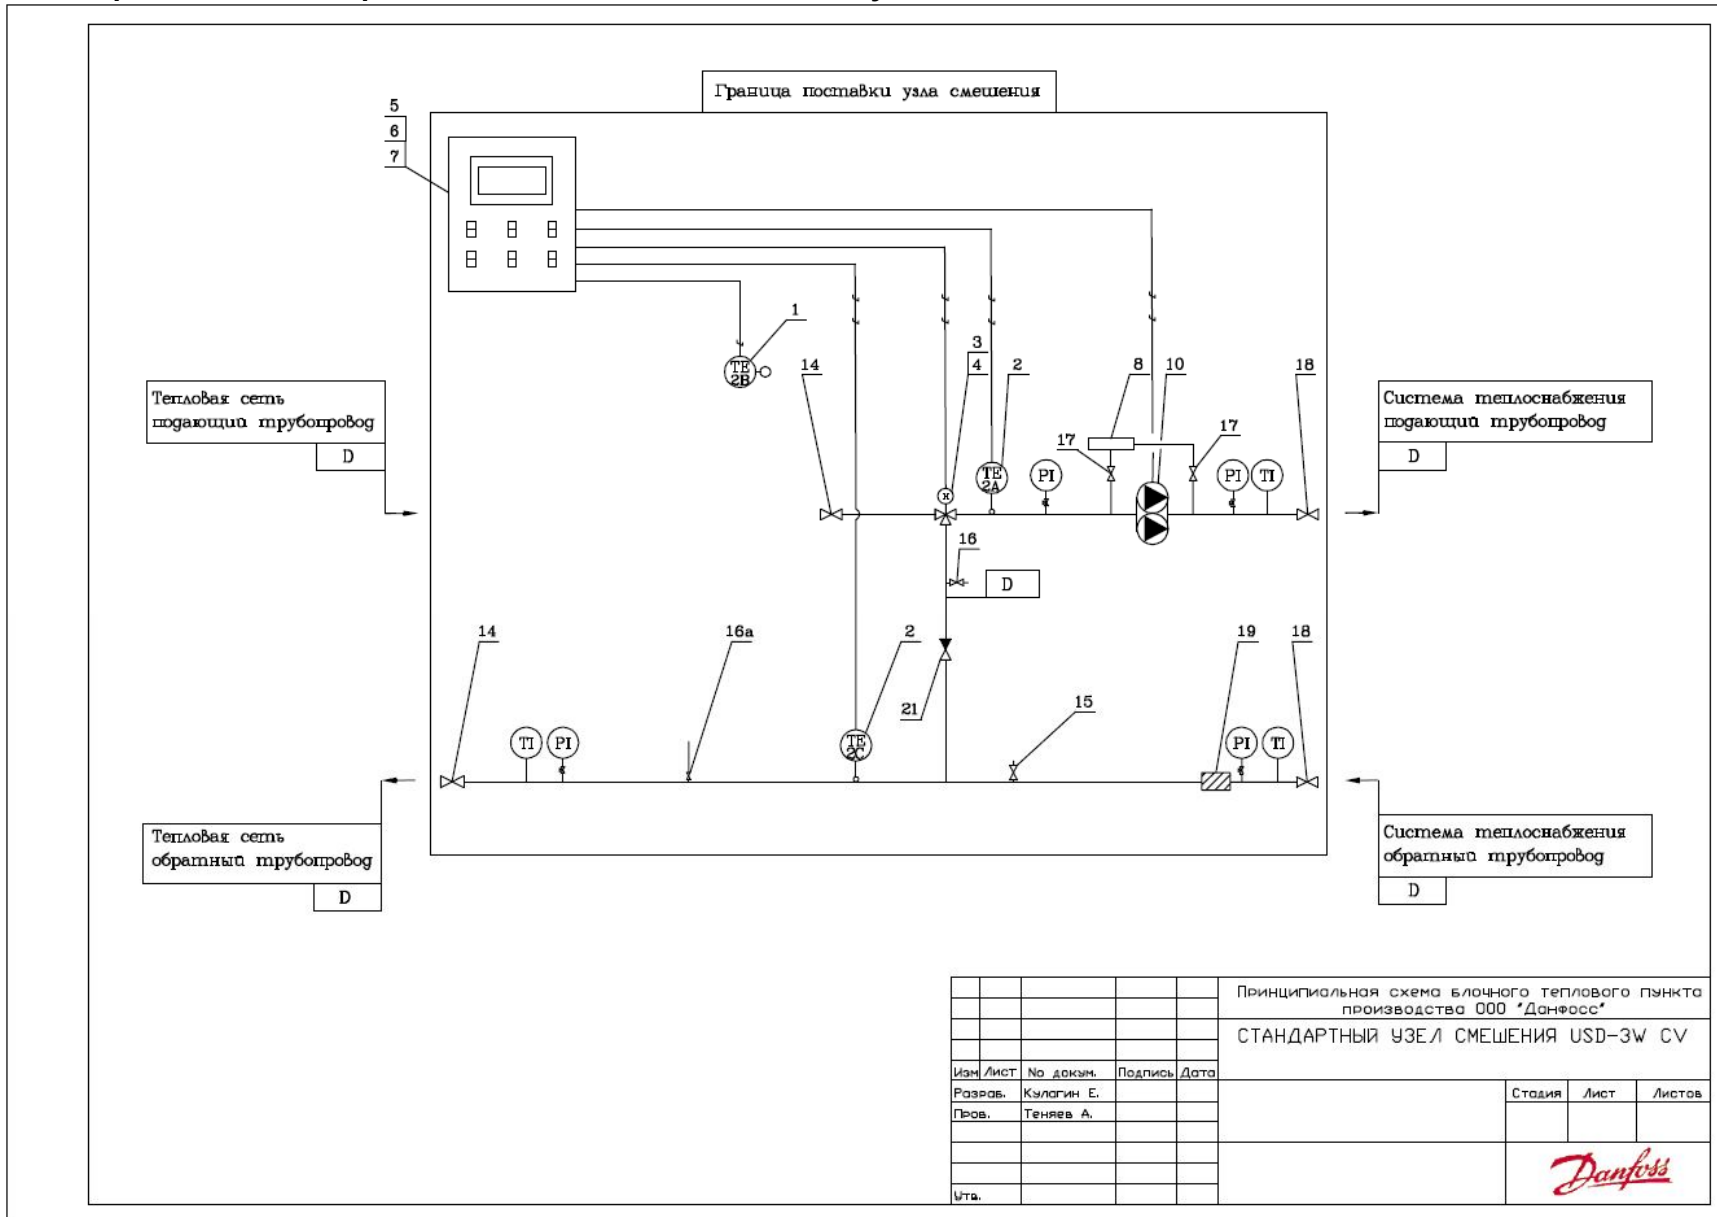 Граница поставки узла смешения
5
6
7
1
3
4
2
14
8
10
18
17
17
TE
2B
TE
2A
PI
PI
TI
x
Тепловая сеть
подающий трубопровод
D
Система теплоснабжения
подающий трубопровод
D
16
D
14
16а
2
19
18
21
15
TI
PI
TE
2C
PI
TI
Тепловая сеть
обратный трубопровод
D
Система теплоснабжения
обратный трубопровод
D
Принципиальная схема блочного теплового пункта
производства ООО "Данфосс"
СТАНДАРТНЫЙ УЗЕЛ СМЕШЕНИЯ USD-3W CV
Изм Лист No докум. Подпись Дата
Разраб. Кулагин Е.
Стадия Лист Листов
Пров. Теняев А.
Утв.
Danfoss